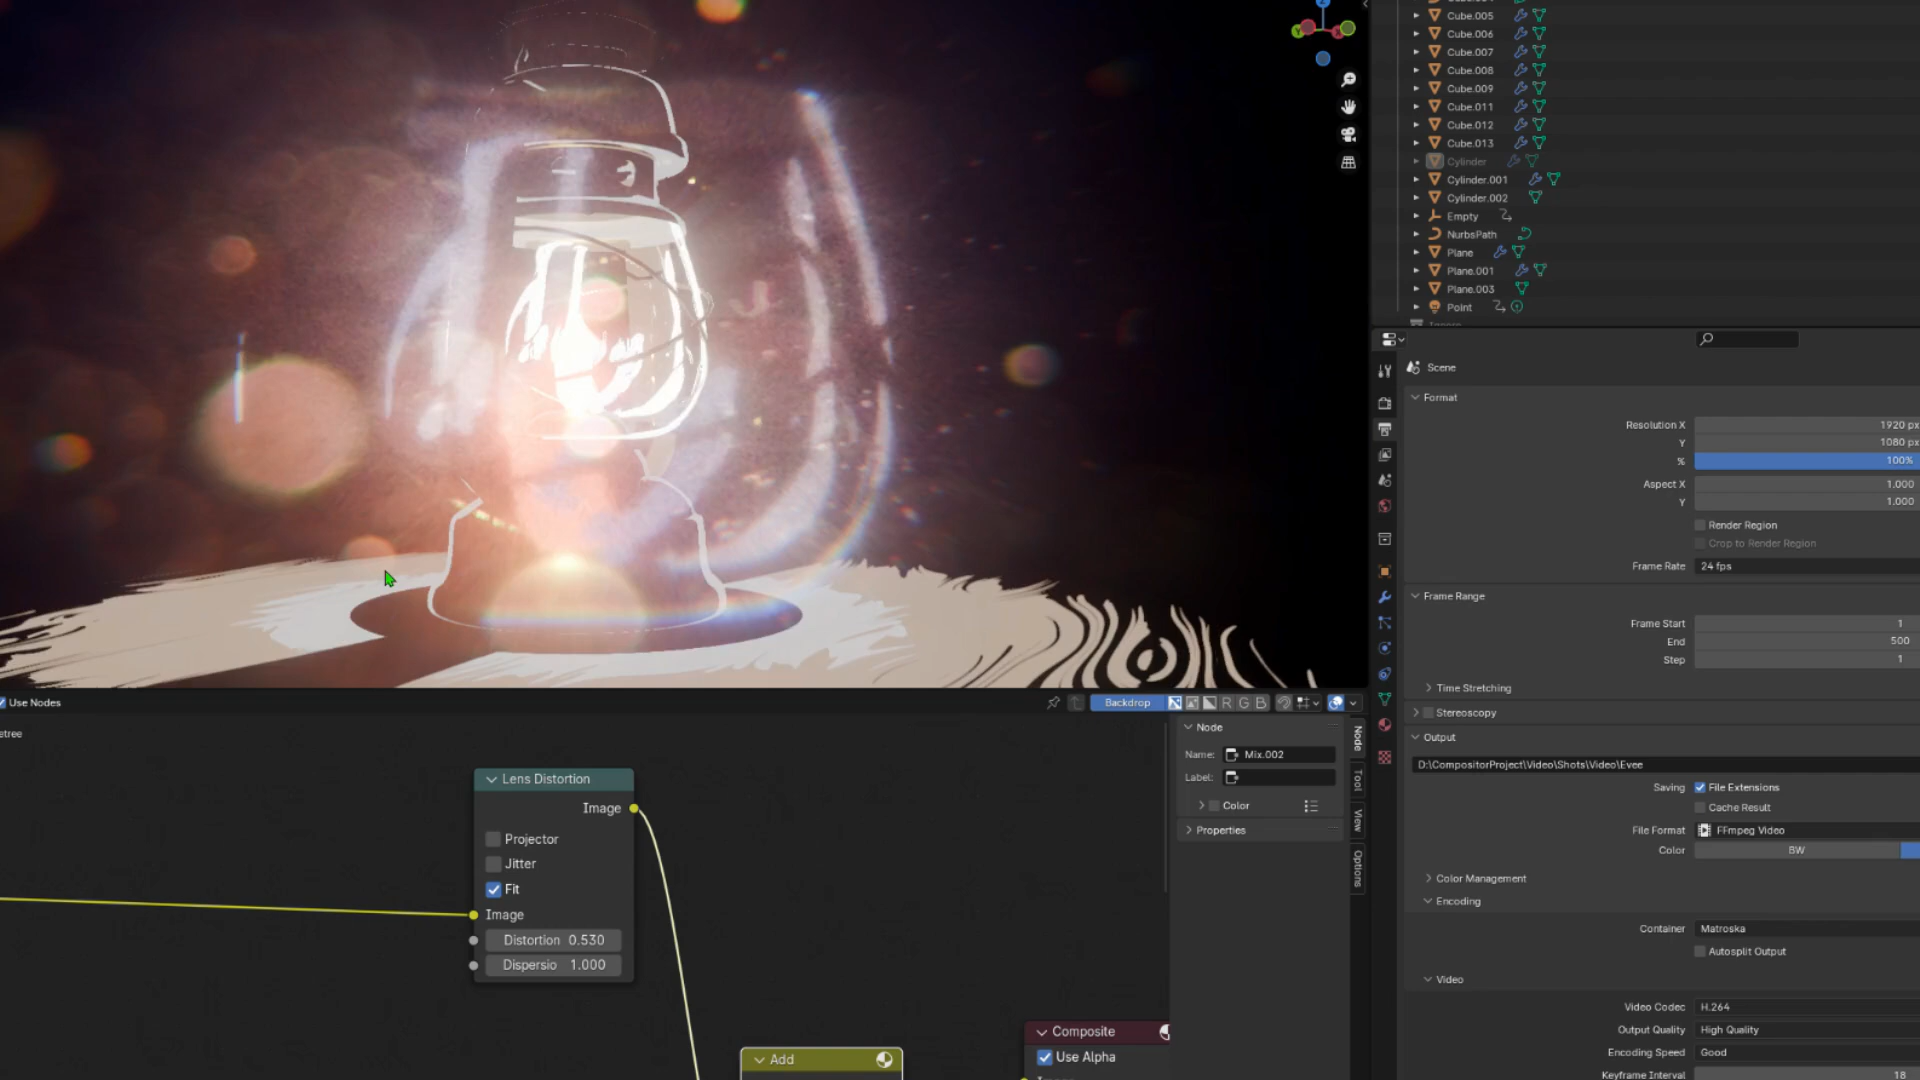 Cube.005
Cube.006
Cube.007
Cube.008
Cube.009
Cube.011
Cube.012
Cube.013
Cylinder
Cylinder.001
Cylinder.002
Empty
NurbsPath
Plane
Plane.001
Plane.003
Point
Scene
Format
Resolution X 1920 px
Y 1080 px
% 100%
Aspect X 1.000
Y 1.000
Render Region
Crop to Render Region
Frame Rate 24 fps
Frame Range
Frame Start 1
End 500
Step 1
Time Stretching
Stereoscopy
Output
D:\CompositorProject\Video\Shots\Video\Evee
Saving File Extensions
Cache Result
File Format FFmpeg Video
Color BW
Color Management
Encoding
Container Matroska
Autosplit Output
Video
Video Codec H.264
Output Quality High Quality
Encoding Speed Good
Keyframe Interval 18
Use Nodes
etree
Backdrop R G B
Node
Name: Mix.002
Label:
Color
Properties
Node
Tool
View
Options
Lens Distortion
Image
Projector
Jitter
Fit
Image
Distortion 0.530
Dispersio 1.000
Add
Composite
Use Alpha